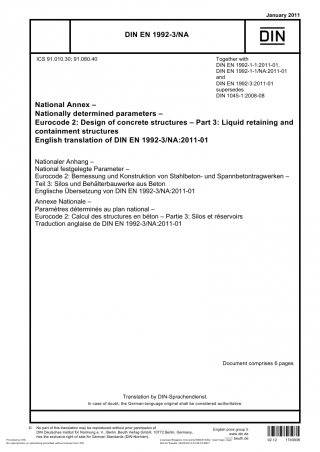 January 2011
DIN EN 1992-3/NA
DIN
ICS 91.010.30; 91.080.40
Together with
DIN EN 1992-1-1:2011-01,
DIN EN 1992-1-1/NA:2011-01
and
DIN EN 1992-3:2011-01
supersedes
DIN 1045-1:2008-08
National Annex –
Nationally determined parameters –
Eurocode 2: Design of concrete structures – Part 3: Liquid retaining and
containment structures
English translation of DIN EN 1992-3/NA:2011-01
Nationaler Anhang –
National festgelegte Parameter –
Eurocode 2: Bemessung und Konstruktion von Stahlbeton- und Spannbetontragwerken –
Teil 3: Silos und Behälterbauwerke aus Beton
Englische Übersetzung von DIN EN 1992-3/NA:2011-01
Annexe Nationale –
Paramètres déterminés au plan national –
Eurocode 2: Calcul des structures en béton – Partie 3: Silos et réservoirs
Traduction anglaise de DIN EN 1992-3/NA:2011-01
Document comprises 6 pages
Translation by DIN-Sprachendienst.
In case of doubt, the German-language original shall be considered authoritative.
© No part of this translation may be reproduced without prior permission of
DIN Deutsches Institut für Normung e. V., Berlin. Beuth Verlag GmbH, 10772 Berlin, Germany,
has the exclusive right of sale for German Standards (DIN-Normen).
English price group 5
www.din.de
www.beuth.de